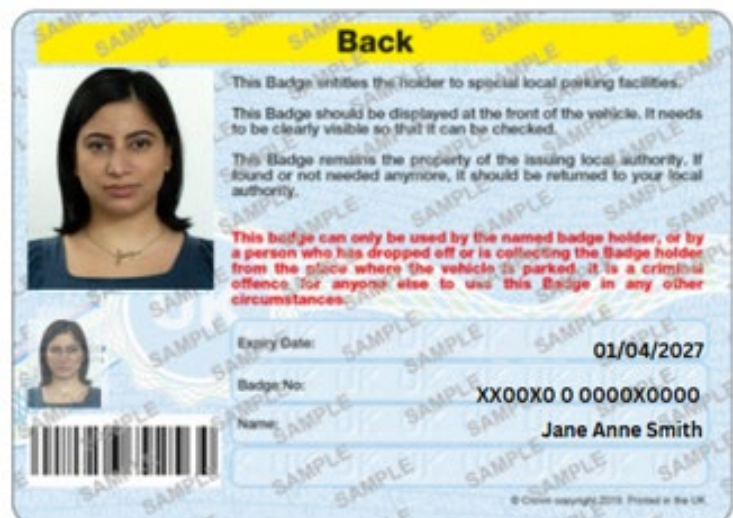 Back
This Badge entitles the holder to special local parking facilities.
This Badge should be displayed at the front of the vehicle. It needs
to be clearly visible so that it can be checked.
This Badge remains the property of the issuing local authority. If
found or not needed anymore, it should be returned to your local
authority.
This badge can only be used by the named badge holder, or by
a person who has dropped off or is collecting the Badge holder
from the place where the vehicle is parked. It is a criminal
offence for anyone else to use this Badge in any other
circumstances.
Expiry Date: 01/04/2027
Badge No: XX00X0 0 0000X0000
Name: Jane Anne Smith
© Crown copyright 2019. Printed in the UK
SAMPLE